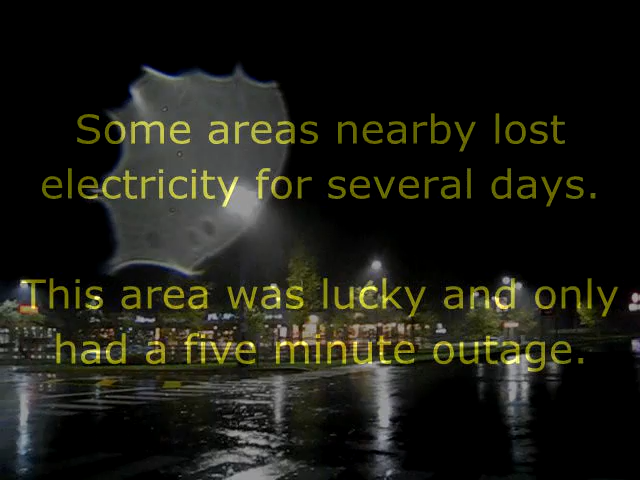 Some areas nearby lost
electricity for several days.
This area was lucky and only
had a five minute outage.